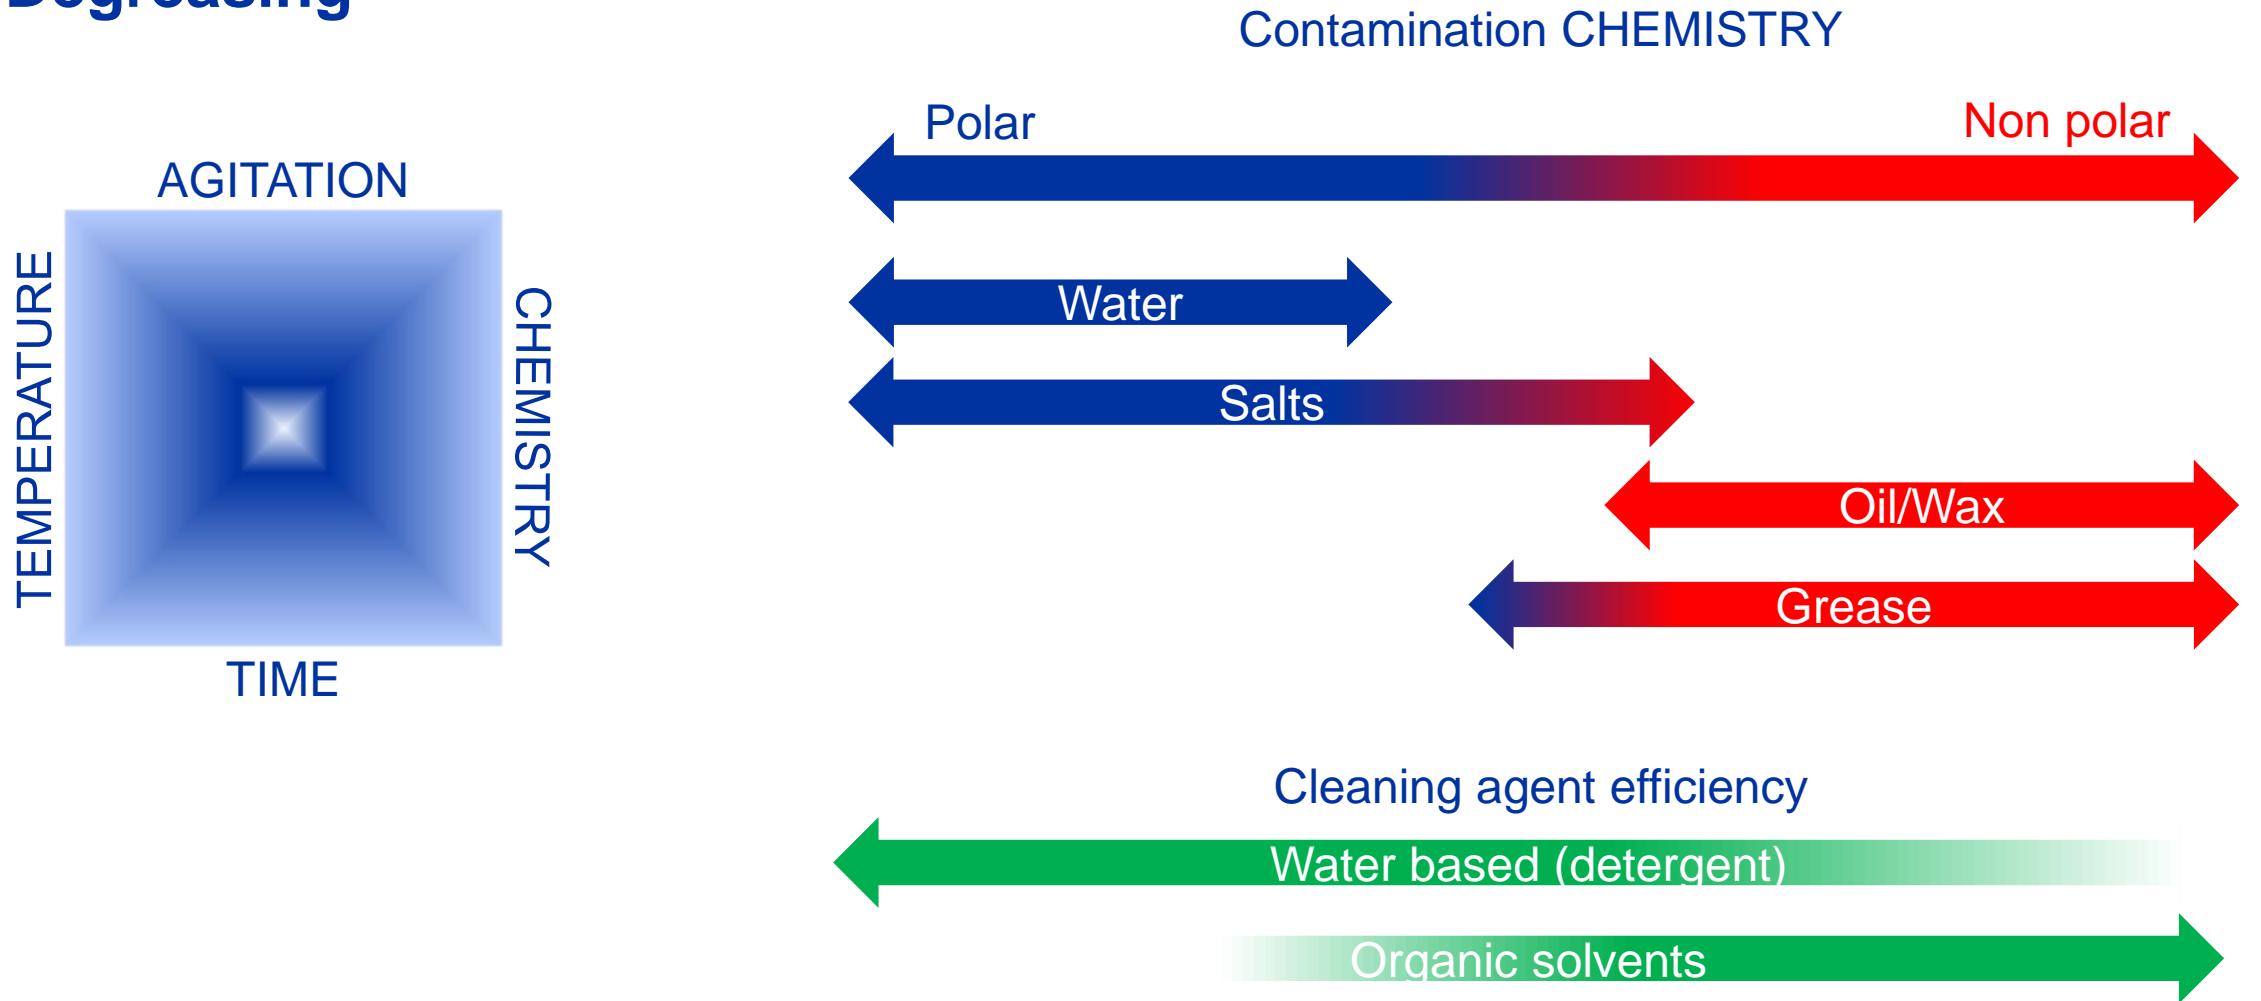 Degreasing
Contamination CHEMISTRY
Polar
Non polar
AGITATION
TEMPERATURE
CHEMISTRY
TIME
Water
Salts
Oil/Wax
Grease
Cleaning agent efficiency
Water based (detergent)
Organic solvents